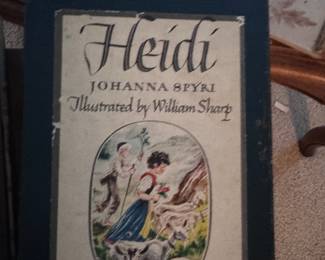 Heidi
JOHANNA SPYRI
Illustrated by William Sharp